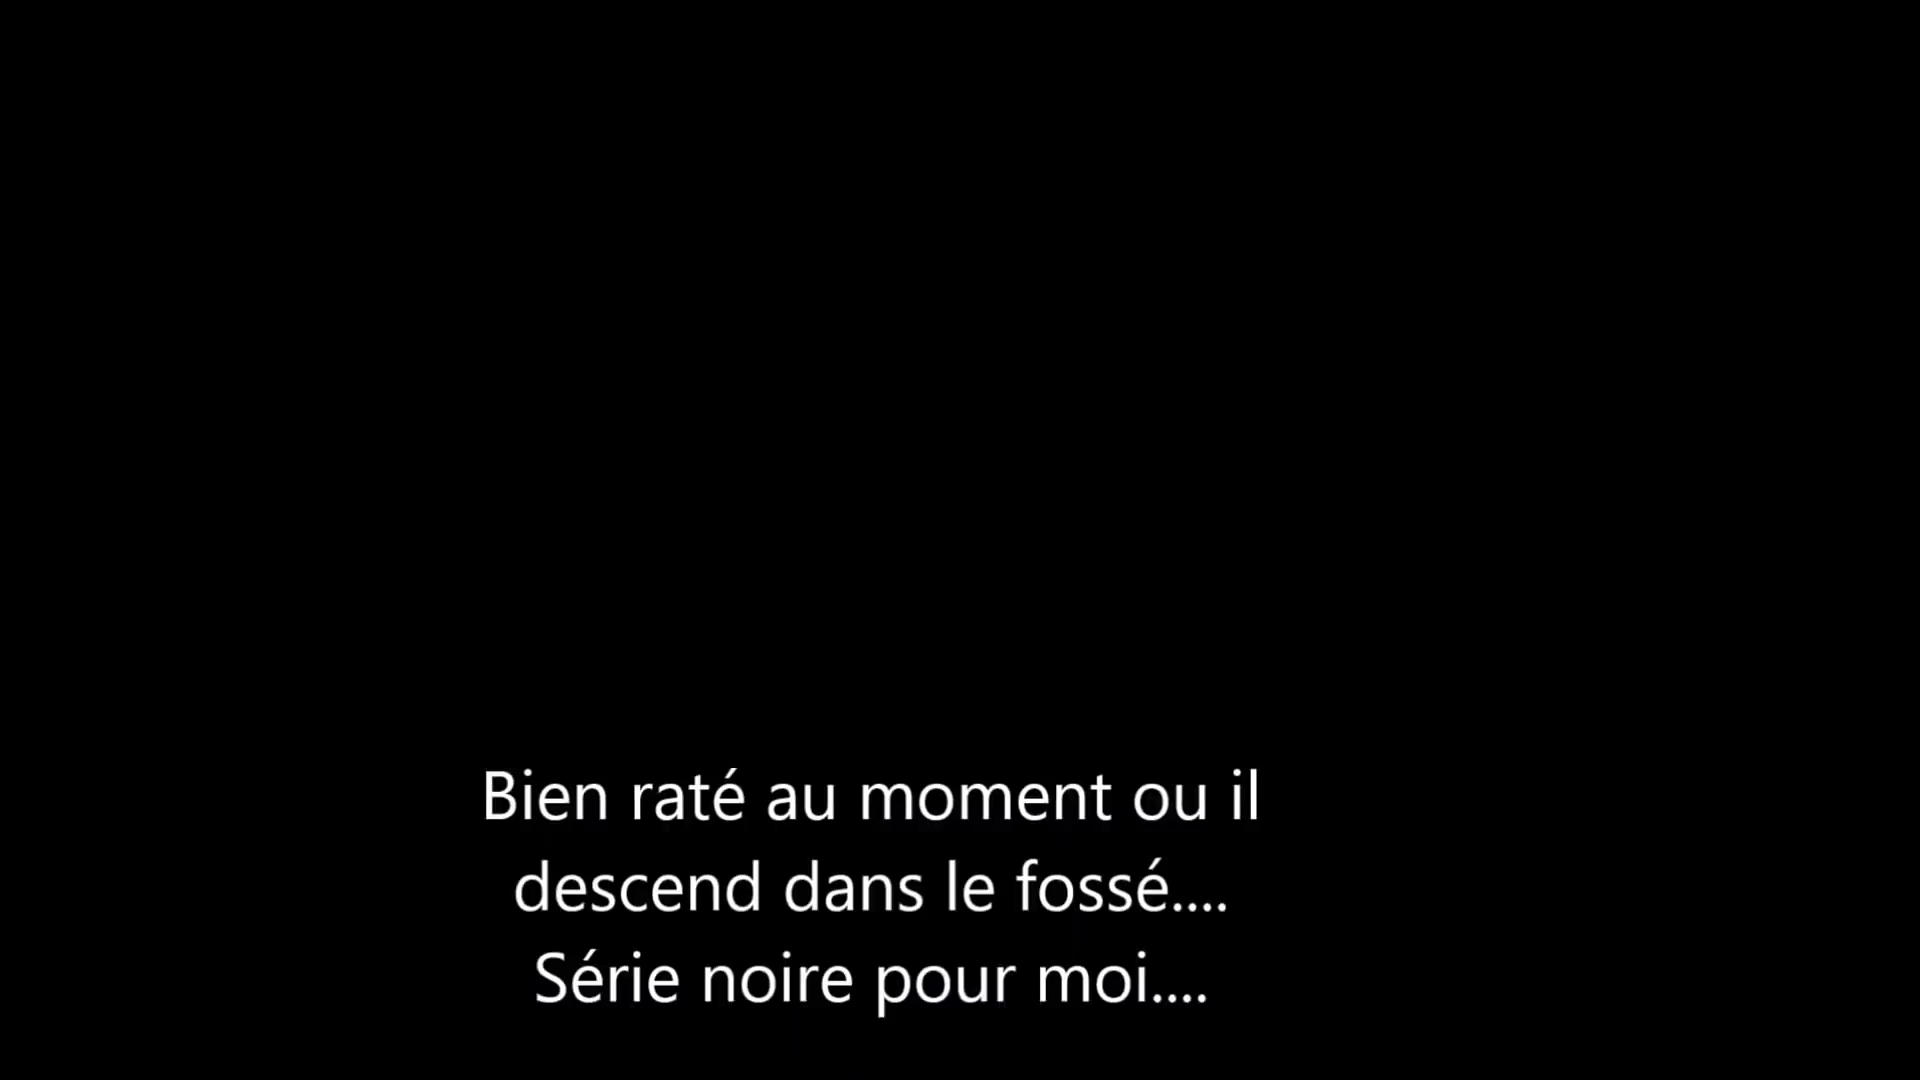 Bien raté au moment ou il
descend dans le fossé....
Série noire pour moi....